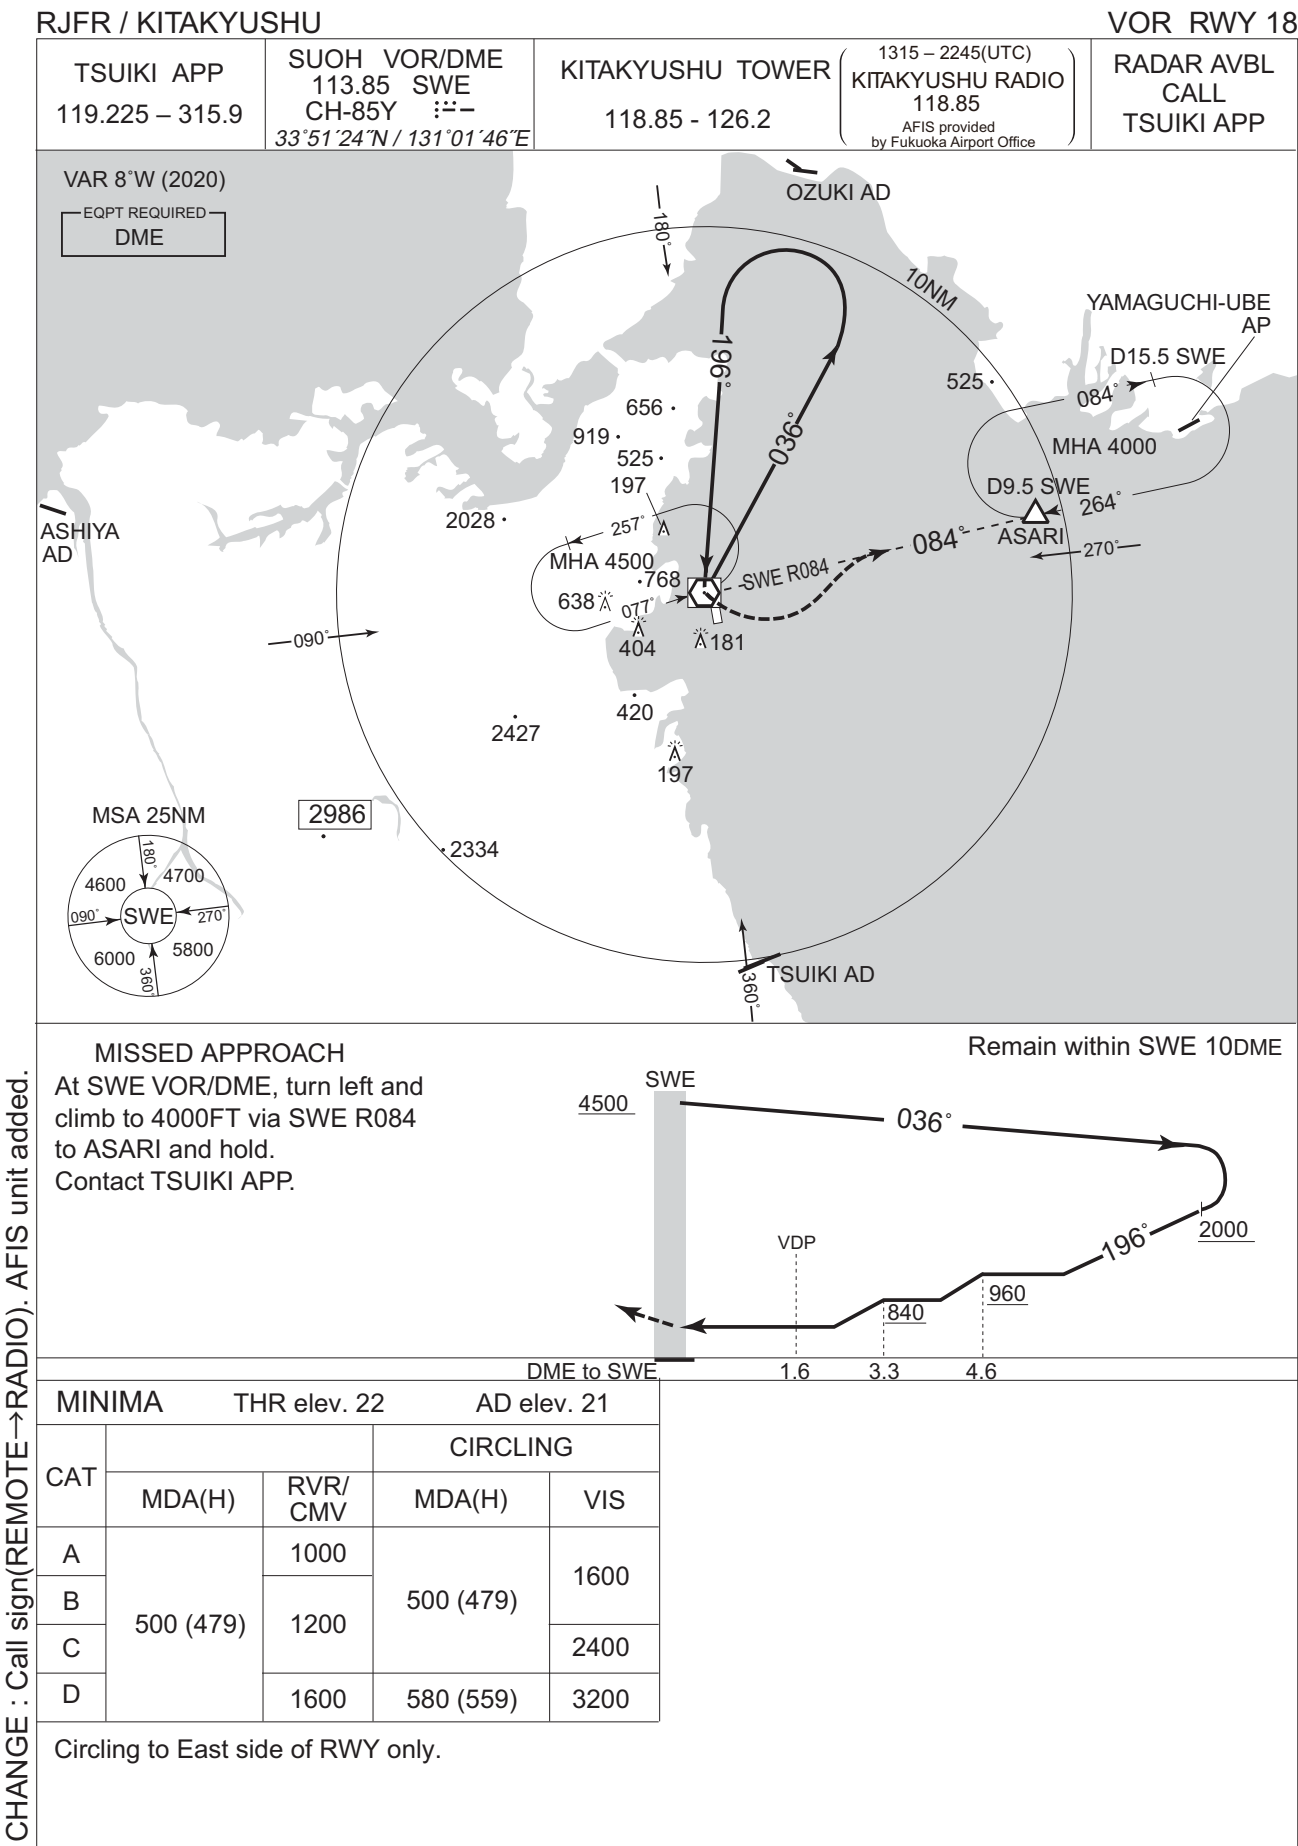 RJFR / KITAKYUSHU
VOR RWY 18
TSUIKI APP
119.225 – 315.9
SUOH VOR/DME
113.85 SWE
CH-85Y
33˚51´24˝N / 131˚01´46˝E
KITAKYUSHU TOWER
118.85 - 126.2
1315 – 2245(UTC)
KITAKYUSHU RADIO
118.85
AFIS provided
by Fukuoka Airport Office
RADAR AVBL
CALL
TSUIKI APP
VAR 8˚W (2020)
EQPT REQUIRED
DME
OZUKI AD
180˚
10NM
YAMAGUCHI-UBE
AP
D15.5 SWE
084˚
525
196˚
036˚
656
919
525
197
MHA 4000
D9.5 SWE
264˚
ASARI
270˚
ASHIYA
AD
2028
257˚
MHA 4500
768
638
077˚
404
181
SWE R084
084˚
090˚
420
2427
197
2986
2334
MSA 25NM
180˚
4600
4700
090˚
SWE
270˚
6000
5800
360˚
TSUIKI AD
360˚
MISSED APPROACH
At SWE VOR/DME, turn left and
climb to 4000FT via SWE R084
to ASARI and hold.
Contact TSUIKI APP.
Remain within SWE 10DME
SWE
4500
036˚
2000
196˚
VDP
960
840
DME to SWE
1.6
3.3
4.6
MINIMA THR elev. 22 AD elev. 21
CAT
CIRCLING
MDA(H)
RVR/
CMV
MDA(H)
VIS
A
1000
1600
B
500 (479)
1200
500 (479)
C
2400
D
1600
580 (559)
3200
Circling to East side of RWY only.
CHANGE : Call sign(REMOTE→RADIO). AFIS unit added.